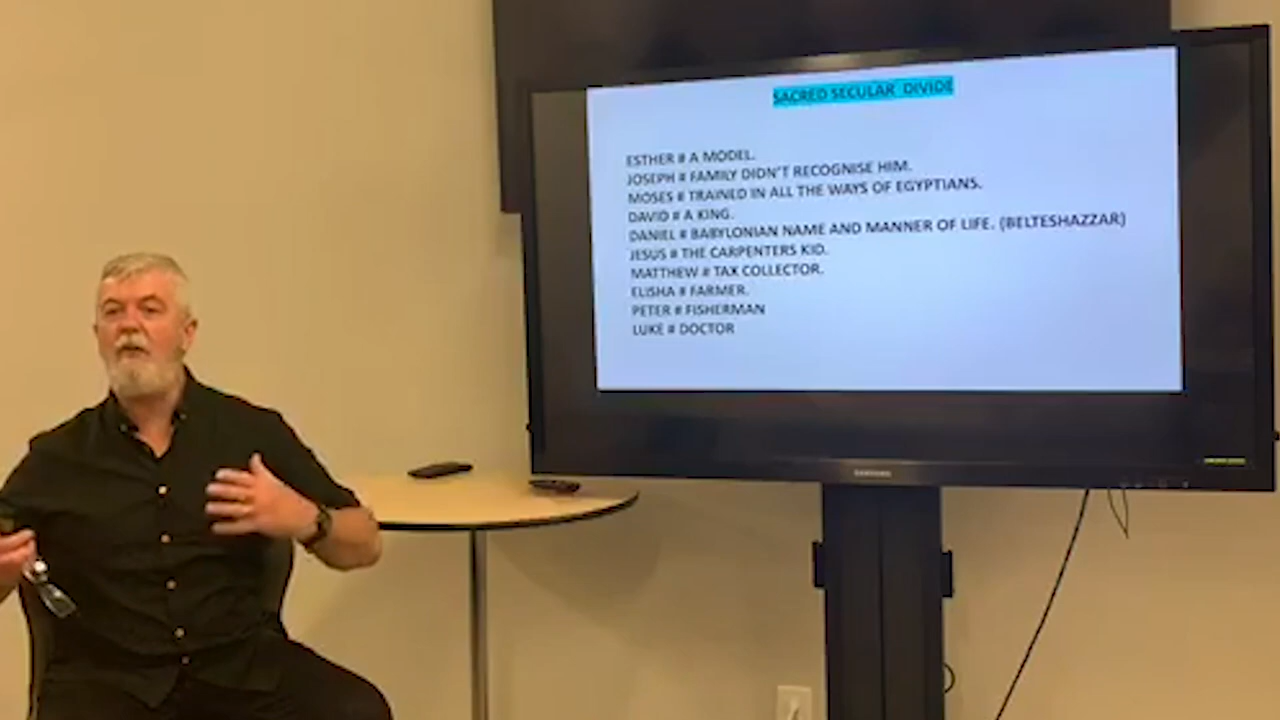 SACRED SECULAR DIVIDE
ESTHER # A MODEL.
JOSEPH # FAMILY DIDN'T RECOGNISE HIM.
MOSES # TRAINED IN ALL THE WAYS OF EGYPTIANS.
DAVID # A KING.
DANIEL # BABYLONIAN NAME AND MANNER OF LIFE. (BELTESHAZZAR)
JESUS # THE CARPENTERS KID.
MATTHEW # TAX COLLECTOR.
ELISHA # FARMER.
PETER # FISHERMAN
LUKE # DOCTOR
SAMSUNG